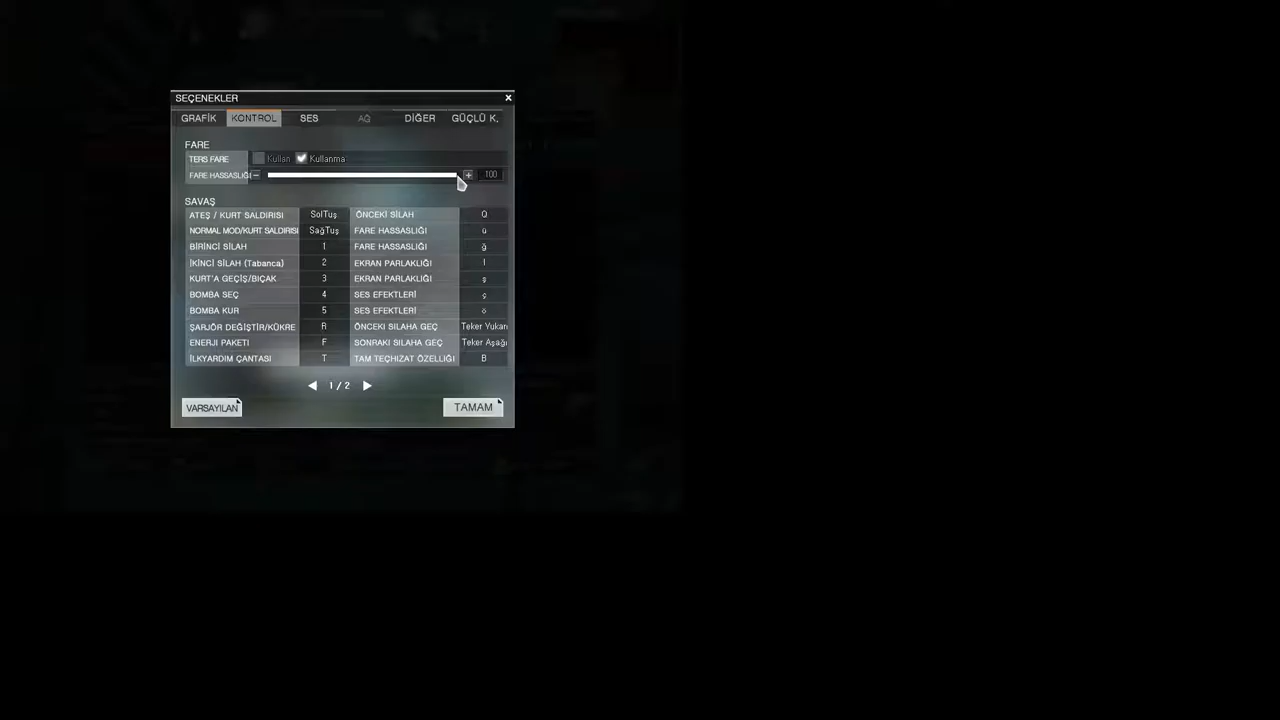 SEÇENEKLER
GRAFİK KONTROL SES AĞ DİĞER GÜÇLÜ K.
FARE
TERS FARE Kullan Kullanma
FARE HASSASLIĞI 100
SAVAŞ
ATEŞ / KURT SALDIRISI SolTuş ÖNCEKİ SİLAH Q
NORMAL MOD/KURT SALDIRISI SağTuş FARE HASSASLIĞI ü
BİRİNCİ SİLAH 1 FARE HASSASLIĞI ğ
İKİNCİ SİLAH (Tabanca) 2 EKRAN PARLAKLIĞI
KURT'A GEÇİŞ/BIÇAK 3 EKRAN PARLAKLIĞI ş
BOMBA SEÇ 4 SES EFEKTLERİ ç
BOMBA KUR 5 SES EFEKTLERİ ö
ŞARJÖR DEĞİŞTİR/KÜKRE R ÖNCEKİ SİLAHA GEÇ Teker Yukarı
ENERJİ PAKETİ F SONRAKİ SİLAHA GEÇ Teker Aşağı
İLKYARDIM ÇANTASI T TAM TEÇHİZAT ÖZELLİĞİ B
1 / 2
VARSAYILAN TAMAM